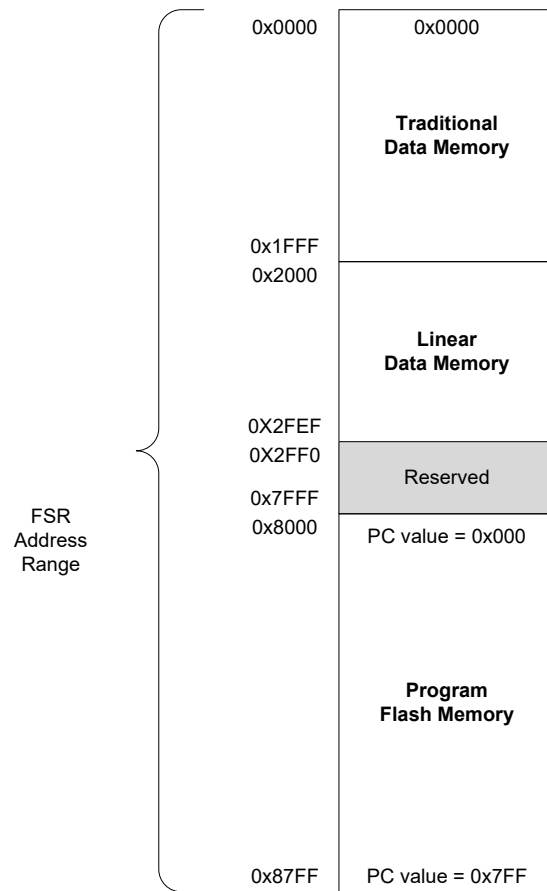 0x0000
0x0000
Traditional
Data Memory
0x1FFF
0x2000
Linear
Data Memory
0X2FEF
0X2FF0
Reserved
0x7FFF
0x8000
PC value = 0x000
FSR
Address
Range
Program
Flash Memory
0x87FF
PC value = 0x7FF